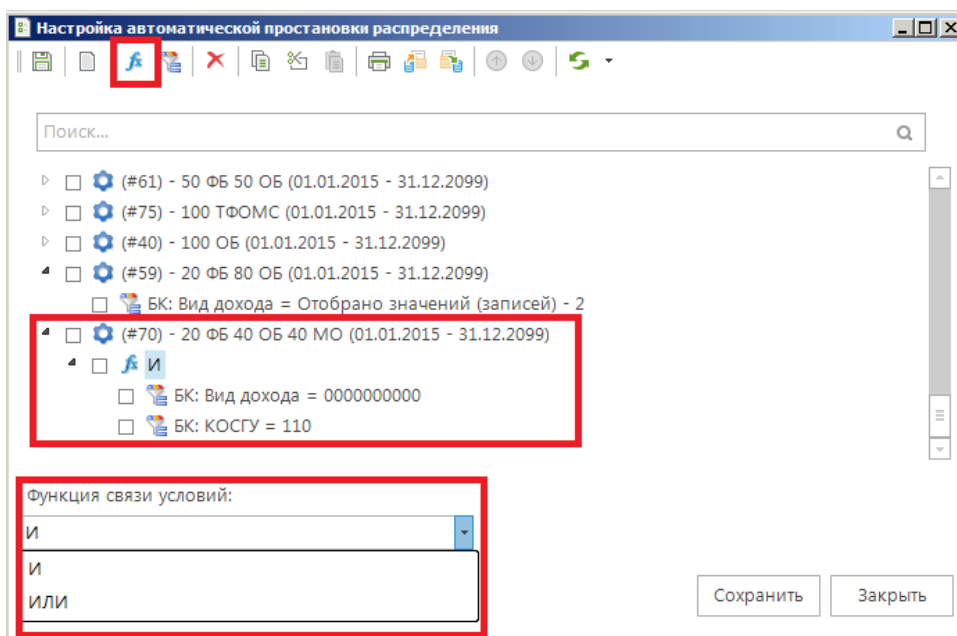 Настройка автоматической простановки распределения
fx
Поиск...
(#61) - 50 ФБ 50 ОБ (01.01.2015 - 31.12.2099)
(#75) - 100 ТФОМС (01.01.2015 - 31.12.2099)
(#40) - 100 ОБ (01.01.2015 - 31.12.2099)
(#59) - 20 ФБ 80 ОБ (01.01.2015 - 31.12.2099)
БК: Вид дохода = Отобрано значений (записей) - 2
(#70) - 20 ФБ 40 ОБ 40 МО (01.01.2015 - 31.12.2099)
fx И
БК: Вид дохода = 0000000000
БК: КОСГУ = 110
Функция связи условий:
И
И
ИЛИ
Сохранить Закрыть